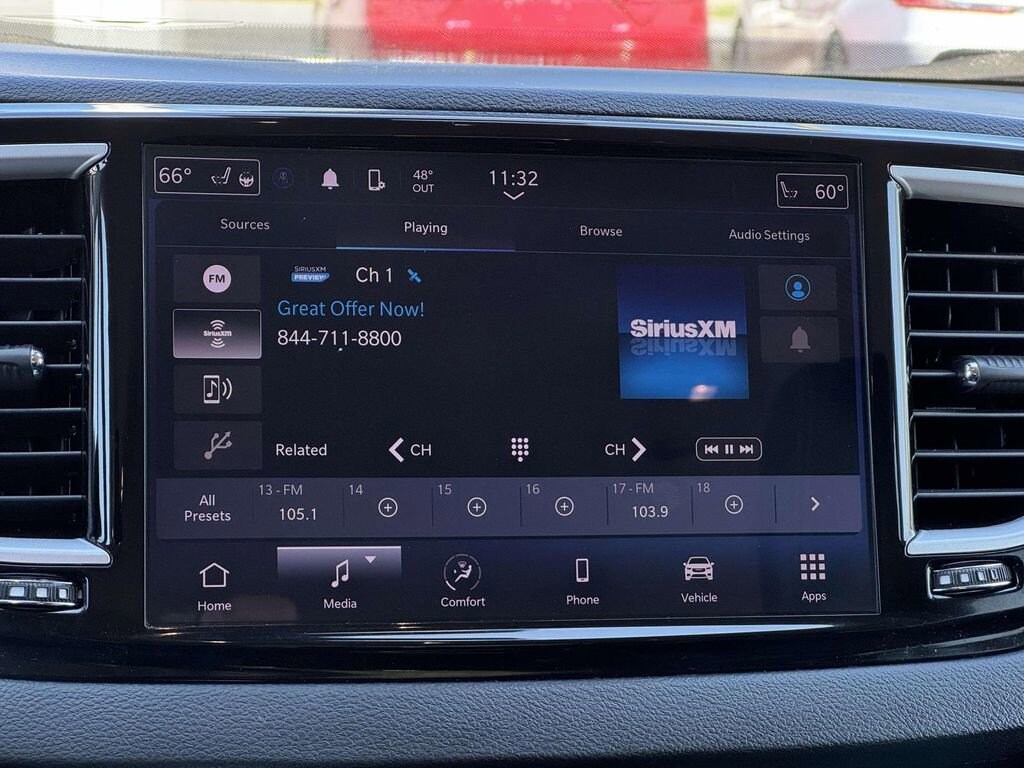 66°
48°
OUT
11:32
60°
Sources
Playing
Browse
Audio Settings
FM
SIRIUSXM
PREVIEW
Ch 1
Great Offer Now!
844-711-8800
SiriusXM
SiriusXM
Related
CH
CH
All
Presets
13 - FM
105.1
14
15
16
17 - FM
103.9
18
Home
Media
Comfort
Phone
Vehicle
Apps